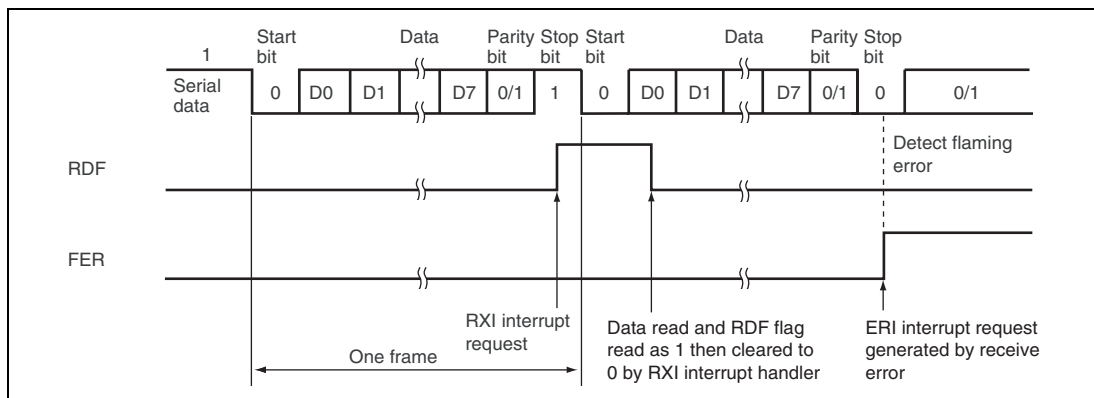 1
Start bit
Data
Parity bit
Stop bit
Start bit
Data
Parity bit
Stop bit
Serial data
0 D0 D1 D7 0/1 1 0 D0 D1 D7 0/1 0 0/1
Detect flaming error
RDF
FER
RXI interrupt
request
Data read and RDF flag
read as 1 then cleared to
0 by RXI interrupt handler
ERI interrupt request
generated by receive
error
One frame